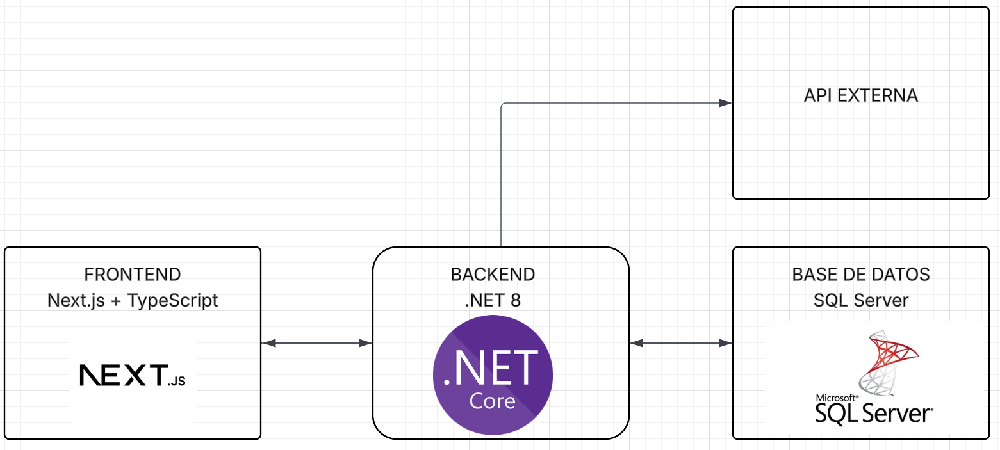 API EXTERNA
FRONTEND
Next.js + TypeScript
NEXT.JS
BACKEND
.NET 8
.NET
Core
BASE DE DATOS
SQL Server
Microsoft®
SQL Server®
™